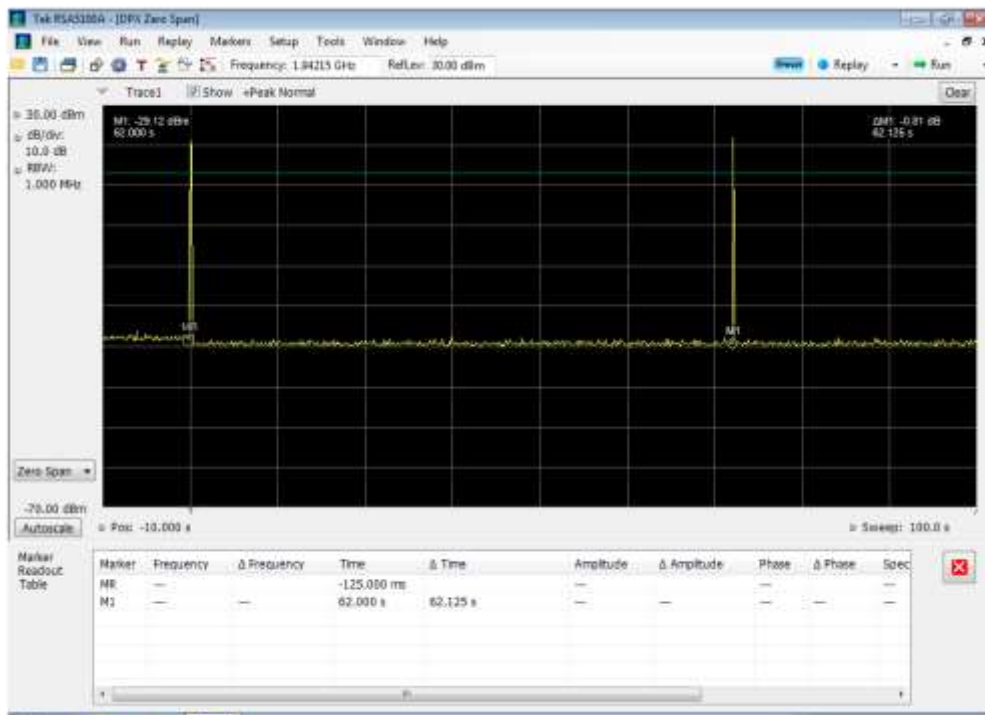 Tek RSA5100A - [DPX Zero Span]
File View Run Replay Markers Setup Tools Window Help
Frequency: 1.84215 GHz RefLev: 30.00 dBm Preset Replay Run
Trace1 Show +Peak Normal Clear
30.00 dBm
dB/div:
10.0 dB
RBW:
1.000 MHz
M1: -29.12 dBm
62.000 s
ΔM1: -0.81 dB
62.125 s
MR
M1
Zero Span
-70.00 dBm
Autoscale
Pos: -10.000 s
Sweep: 100.0 s
Marker
Readout
Table
Marker Frequency Δ Frequency Time Δ Time Amplitude Δ Amplitude Phase Δ Phase Spec
MR --- -125.000 ms --- --- ---
M1 --- --- 62.000 s 62.125 s --- --- --- --- ---